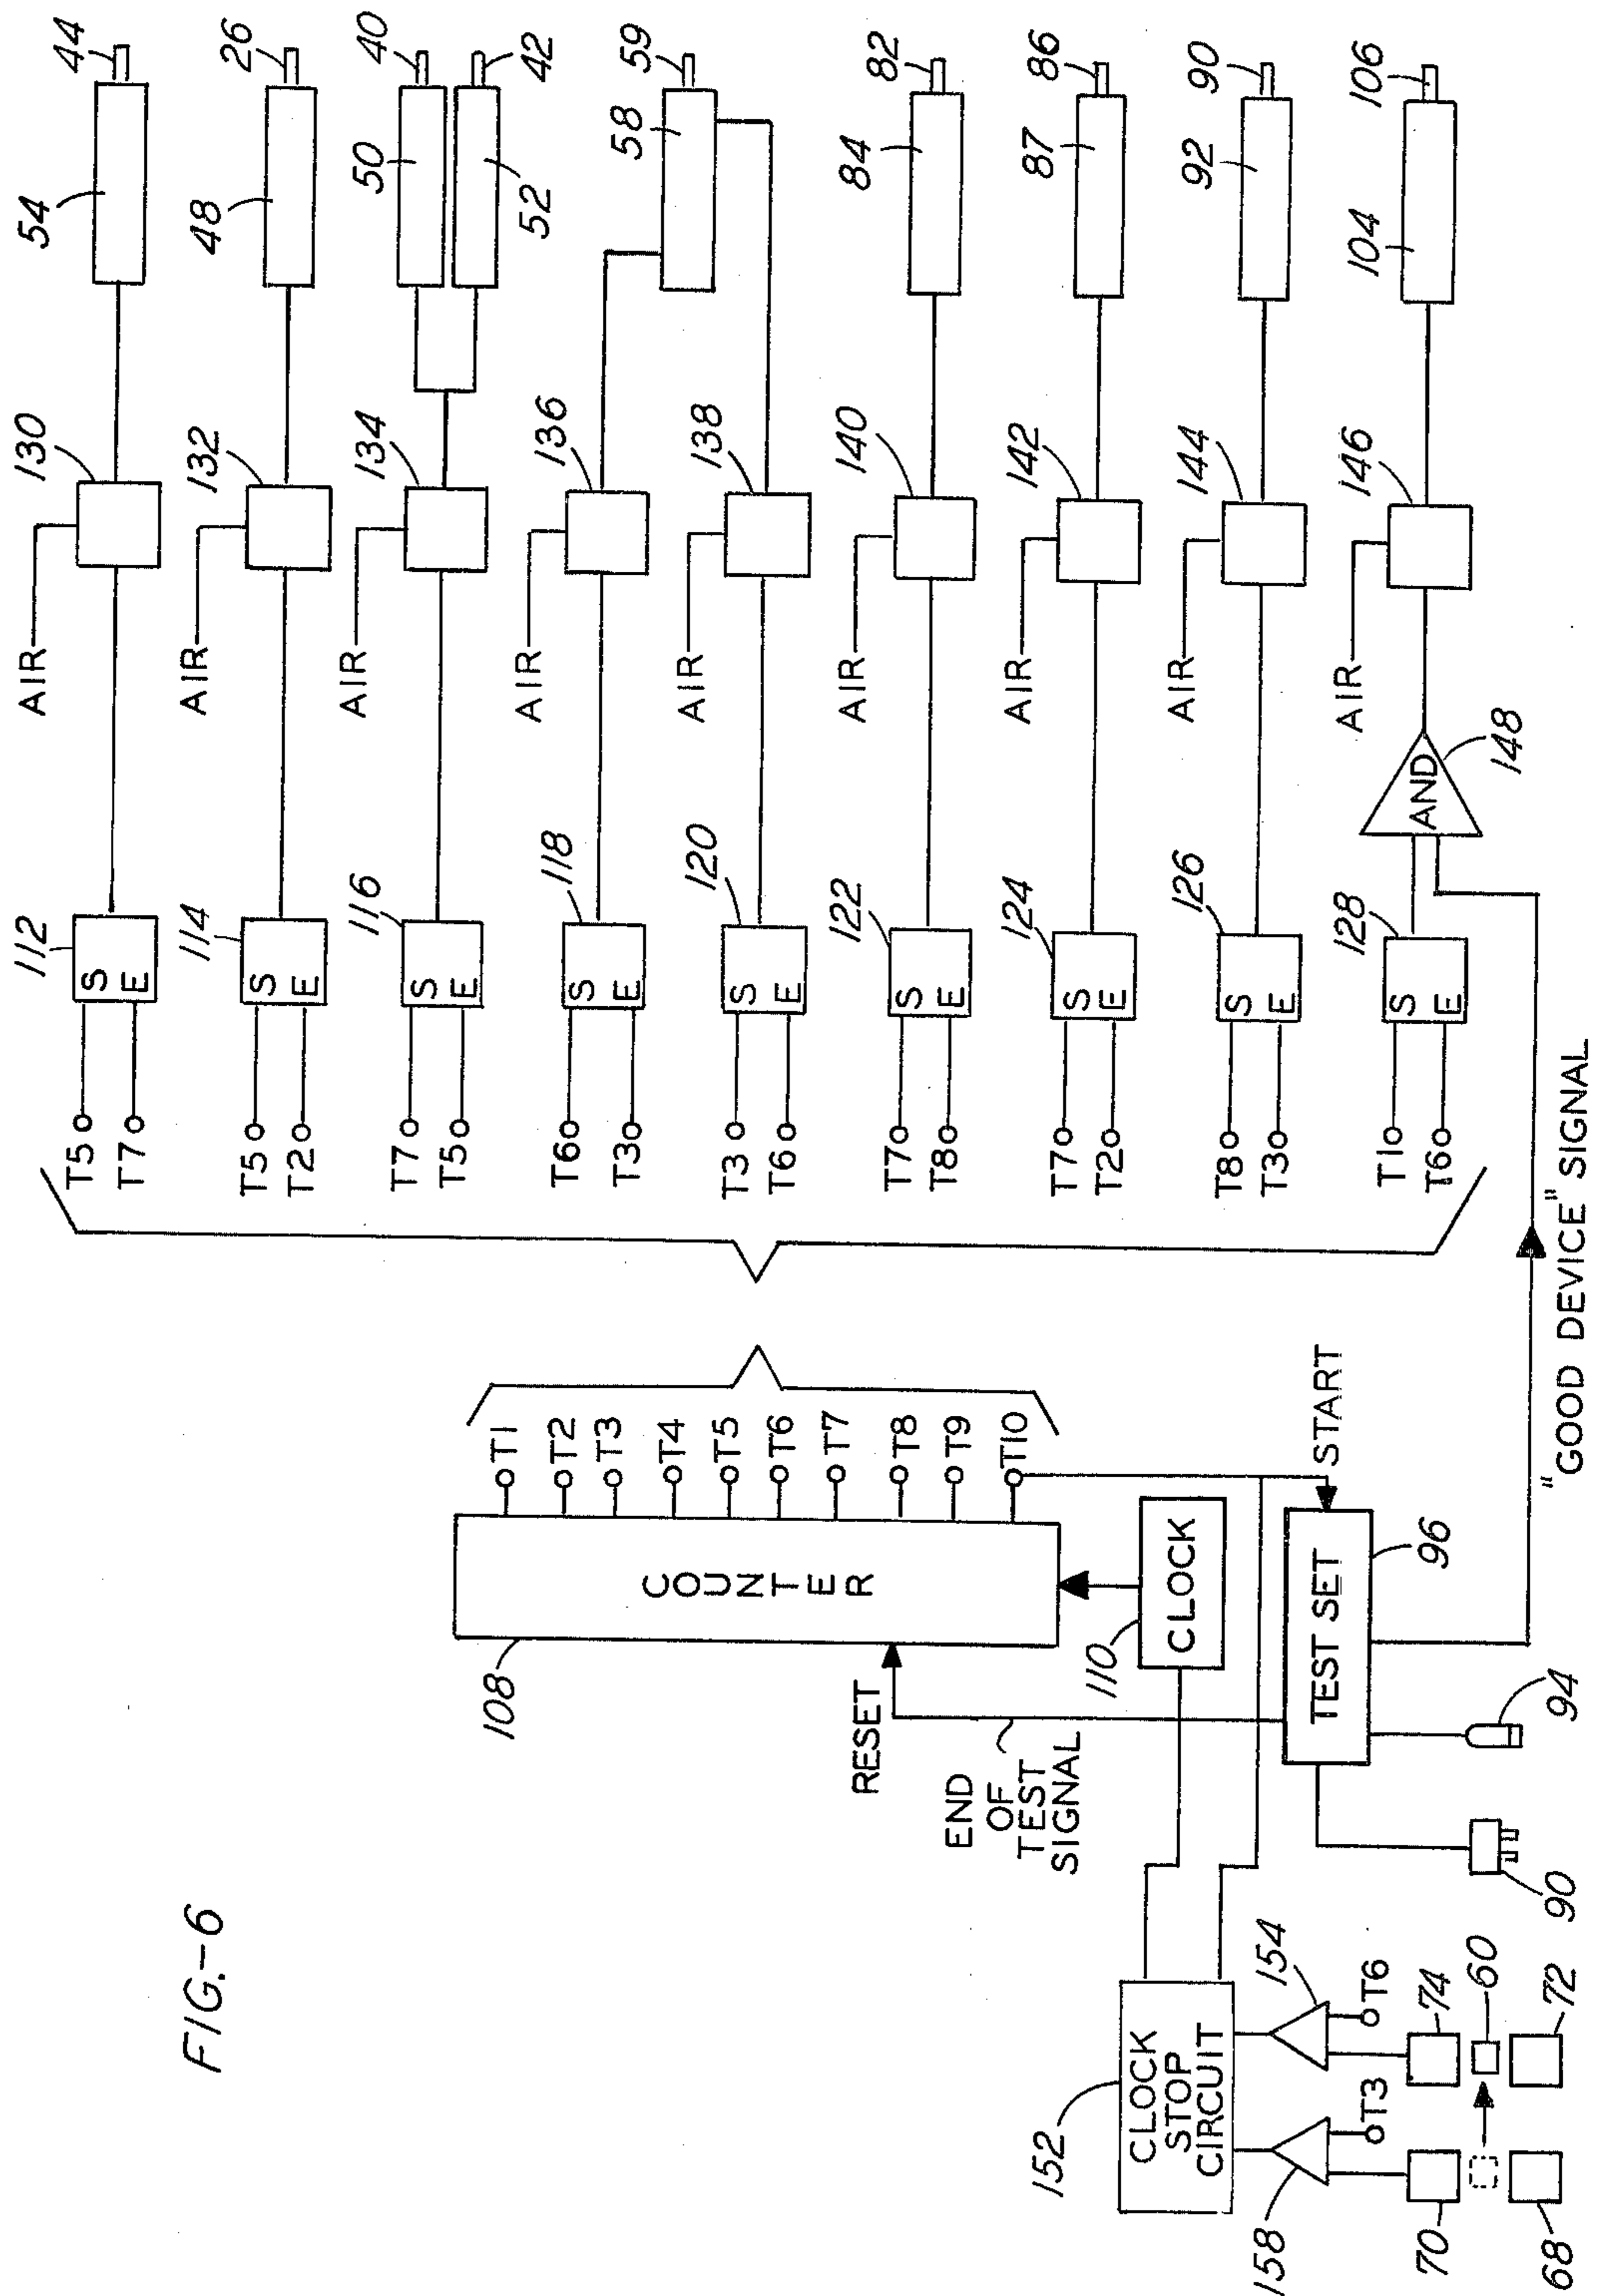 FIG.-6
54
44
130
AIR
112
S
E
T5
T7
48
26
132
AIR
114
S
E
T5
T2
50
40
52
42
134
AIR
116
S
E
T7
T5
58
59
136
AIR
118
S
E
T6
T3
138
AIR
120
S
E
T3
T6
84
82
140
AIR
122
S
E
T7
T8
87
86
142
AIR
124
S
E
T7
T2
92
90
144
AIR
126
S
E
T8
T3
104
106
146
AIR
AND
148
128
S
E
T1
T6
"GOOD DEVICE" SIGNAL
COUNTER
108
T1
T2
T3
T4
T5
T6
T7
T8
T9
T10
RESET
CLOCK
110
START
TEST SET
96
END
OF
TEST
SIGNAL
94
90
CLOCK
STOP
CIRCUIT
152
154
T6
158
T3
74
60
72
70
68